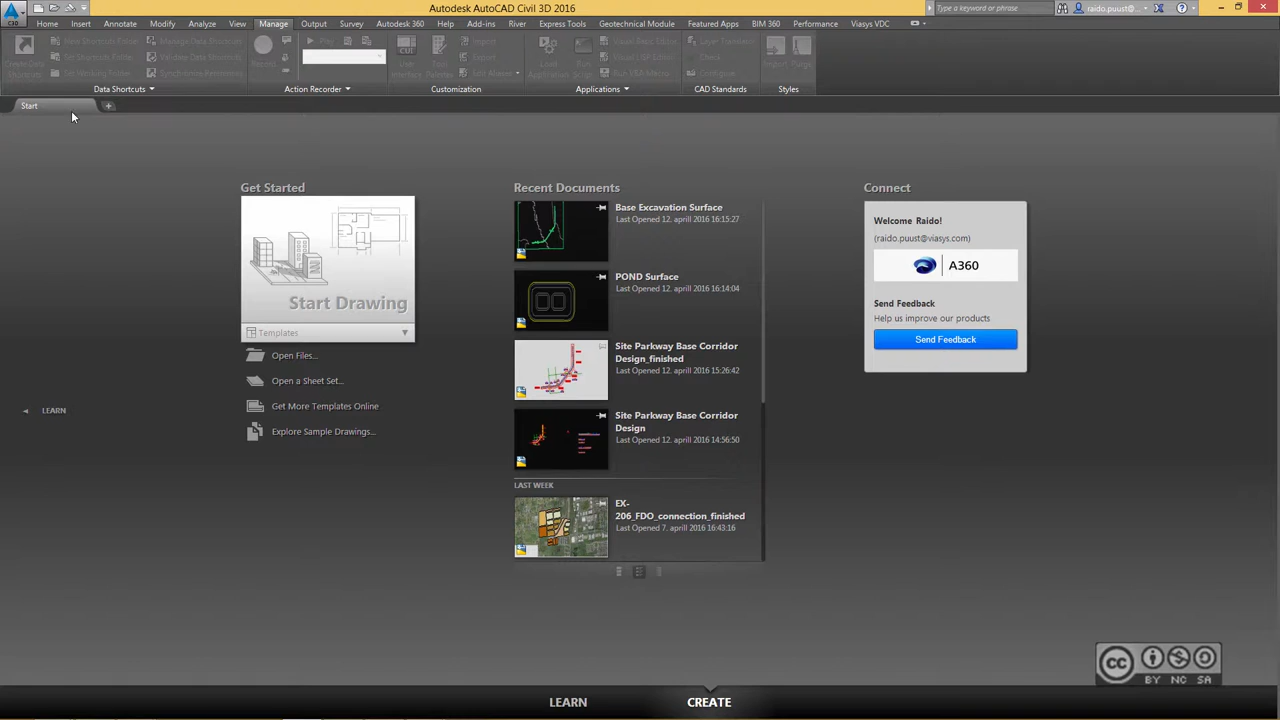 Autodesk AutoCAD Civil 3D 2016
Type a keyword or phrase
raido.puust@...
Home Insert Annotate Modify Analyze View Manage Output Survey Autodesk 360 Help Add-ins River Express Tools Geotechnical Module Featured Apps BIM 360 Performance Viasys VDC
Data Shortcuts
Action Recorder
Customization
Applications
CAD Standards
Styles
Start
Get Started
Start Drawing
Templates
Open Files...
Open a Sheet Set...
Get More Templates Online
Explore Sample Drawings...
LEARN
Recent Documents
Base Excavation Surface
Last Opened 12. aprill 2016 16:15:27
POND Surface
Last Opened 12. aprill 2016 16:14:04
Site Parkway Base Corridor
Design_finished
Last Opened 12. aprill 2016 15:26:42
Site Parkway Base Corridor
Design
Last Opened 12. aprill 2016 14:56:50
LAST WEEK
EX-
206_FDO_connection_finished
Last Opened 7. aprill 2016 16:43:16
Connect
Welcome Raido!
(raido.puust@viasys.com)
A360
Send Feedback
Help us improve our products
Send Feedback
CC
BY NC SA
LEARN
CREATE